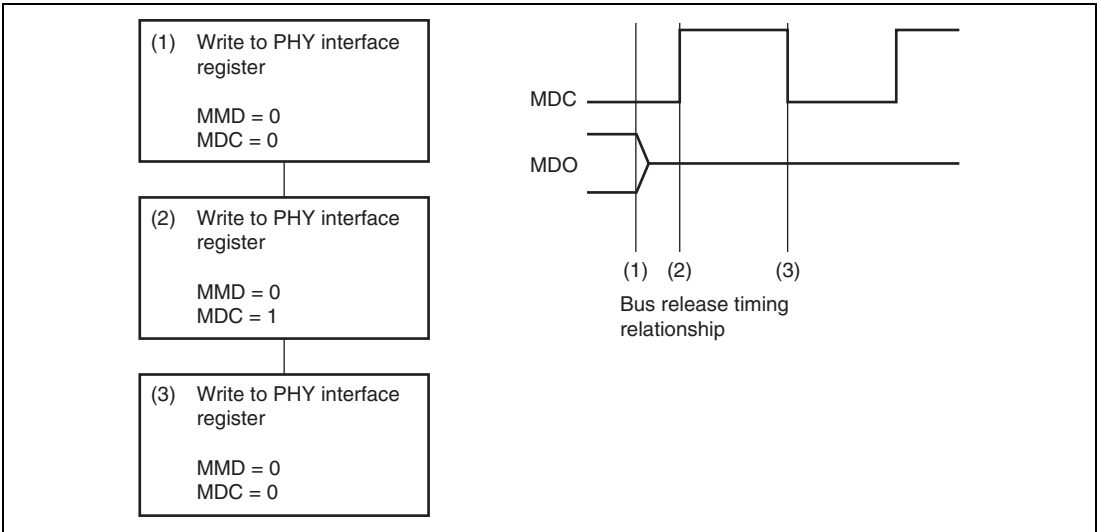 (1) Write to PHY interface
register
MMD = 0
MDC = 0
(2) Write to PHY interface
register
MMD = 0
MDC = 1
(3) Write to PHY interface
register
MMD = 0
MDC = 0
MDC
MDO
(1) (2) (3)
Bus release timing
relationship